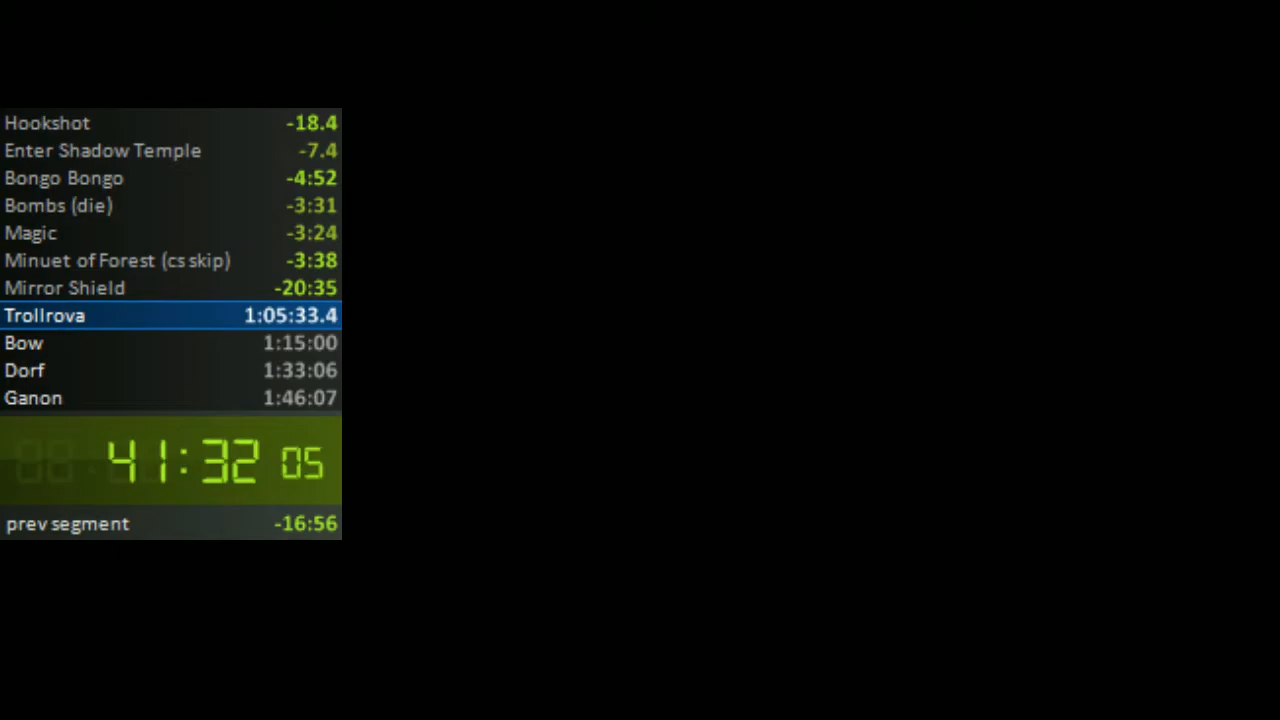 Hookshot -18.4
Enter Shadow Temple -7.4
Bongo Bongo -4:52
Bombs (die) -3:31
Magic -3:24
Minuet of Forest (cs skip) -3:38
Mirror Shield -20:35
Trollrova 1:05:33.4
Bow 1:15:00
Dorf 1:33:06
Ganon 1:46:07
41:32 05
prev segment -16:56